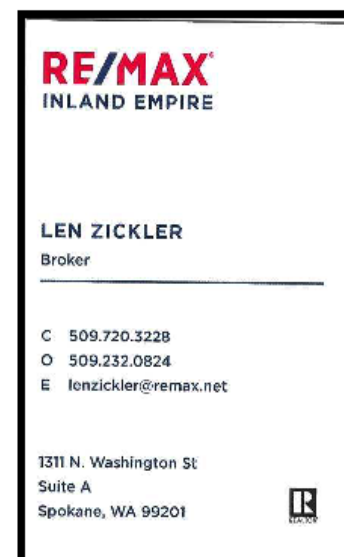 RE/MAX
INLAND EMPIRE
LEN ZICKLER
Broker
C 509.720.3228
O 509.232.0824
E lenzickler@remax.net
1311 N. Washington St
Suite A
Spokane, WA 99201
R
REALTOR